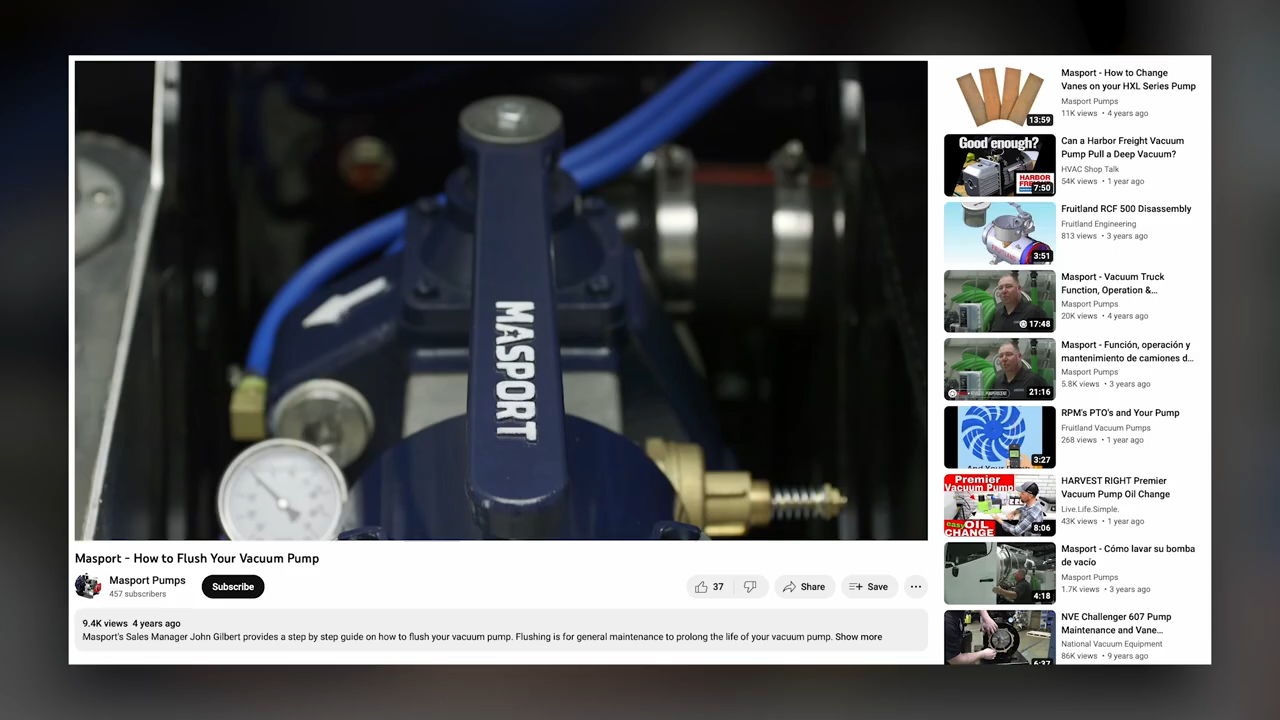 MASPORT
Masport - How to Flush Your Vacuum Pump
Masport Pumps
457 subscribers
Subscribe
37
Share
Save
9.4K views 4 years ago
Masport's Sales Manager John Gilbert provides a step by step guide on how to flush your vacuum pump. Flushing is for general maintenance to prolong the life of your vacuum pump. Show more
13:59
Masport - How to Change
Vanes on your HXL Series Pump
Masport Pumps
11K views • 4 years ago
Good enough?
HARBOR
7:50
Can a Harbor Freight Vacuum
Pump Pull a Deep Vacuum?
HVAC Shop Talk
54K views • 1 year ago
3:51
Fruitland RCF 500 Disassembly
Fruitland Engineering
813 views • 3 years ago
17:48
Masport - Vacuum Truck
Function, Operation &...
Masport Pumps
20K views • 4 years ago
21:16
Masport - Función, operación y
mantenimiento de camiones d...
Masport Pumps
5.8K views • 3 years ago
3:27
RPM's PTO's and Your Pump
Fruitland Vacuum Pumps
268 views • 1 year ago
Premier
Vacuum Pump
easy OIL
CHANGE
8:06
HARVEST RIGHT Premier
Vacuum Pump Oil Change
Live.Life.Simple.
43K views • 1 year ago
4:18
Masport - Cómo lavar su bomba
de vacío
Masport Pumps
1.7K views • 3 years ago
6:37
NVE Challenger 607 Pump
Maintenance and Vane...
National Vacuum Equipment
86K views • 9 years ago